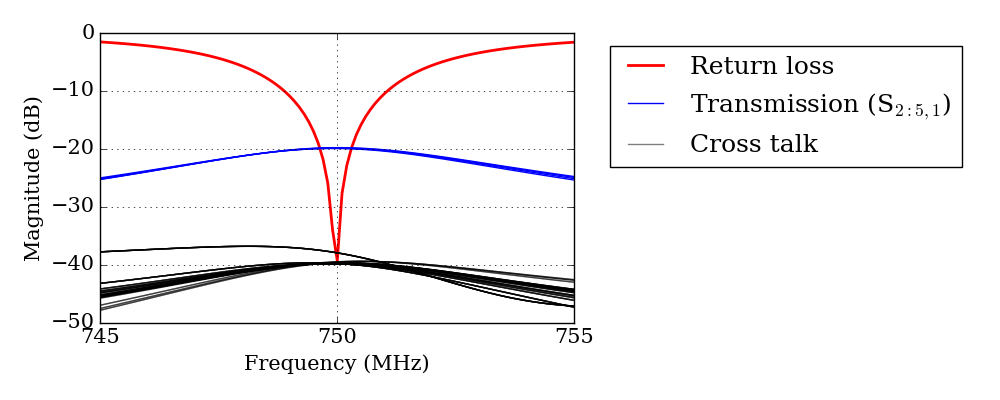 0
−10
−20
−30
−40
−50
Magnitude (dB)
745
750
755
Frequency (MHz)
Return loss
Transmission (S2:5,1)
Cross talk